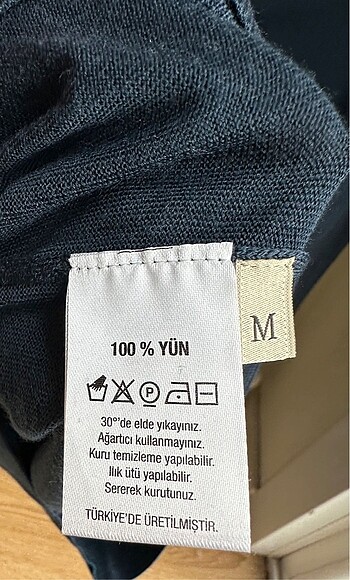 100 % YÜN
M
P
30°'de elde yıkayınız.
Ağartıcı kullanmayınız.
Kuru temizleme yapılabilir.
Ilık ütü yapılabilir.
Sererek kurutunuz.
TÜRKİYE'DE ÜRETİLMİŞTİR.